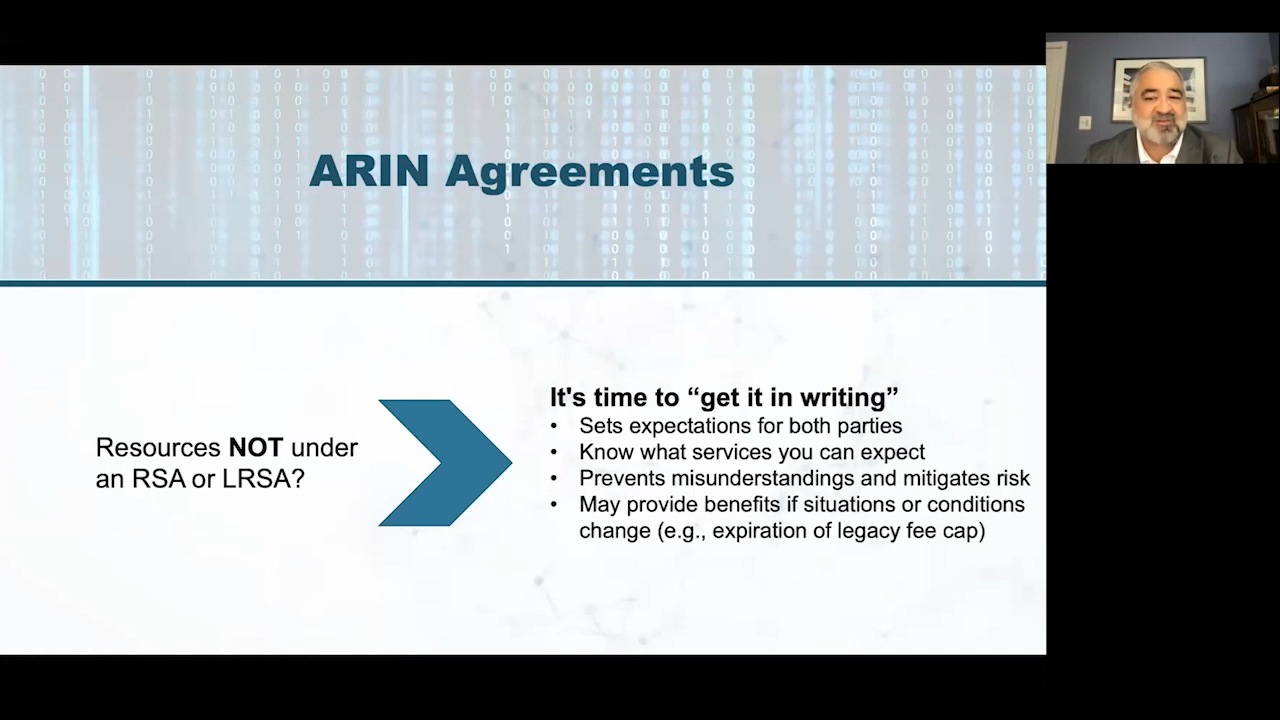 ARIN Agreements
Resources NOT under
an RSA or LRSA?
It's time to “get it in writing”
• Sets expectations for both parties
• Know what services you can expect
• Prevents misunderstandings and mitigates risk
• May provide benefits if situations or conditions
change (e.g., expiration of legacy fee cap)